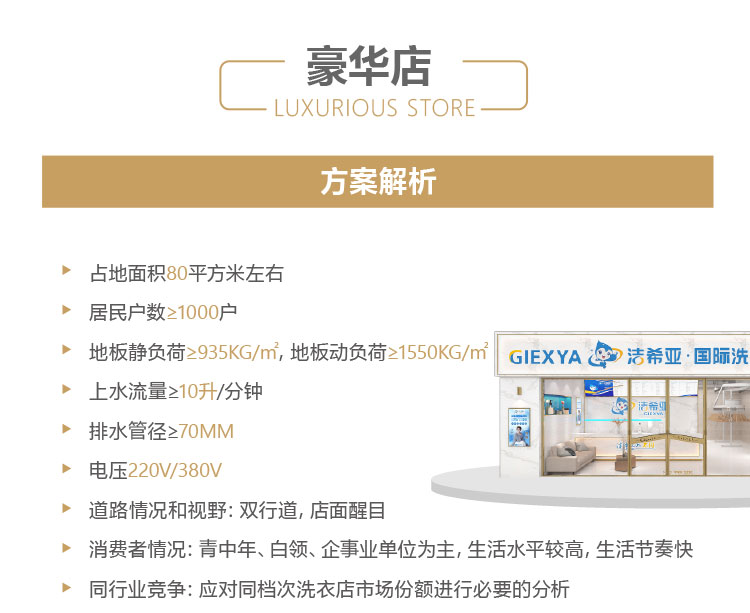 豪华店
LUXURIOUS STORE
方案解析
占地面积80平方米左右
居民户数≥1000户
地板静负荷≥935KG/㎡, 地板动负荷≥1550KG/㎡
上水流量≥10升/分钟
排水管径≥70MM
电压220V/380V
道路情况和视野: 双行道, 店面醒目
消费者情况: 青中年、白领、企事业单位为主, 生活水平较高, 生活节奏快
同行业竞争: 应对同档次洗衣店市场份额进行必要的分析
GIEXYA 洁希亚·国际洗
洁希亚
GIEXYA